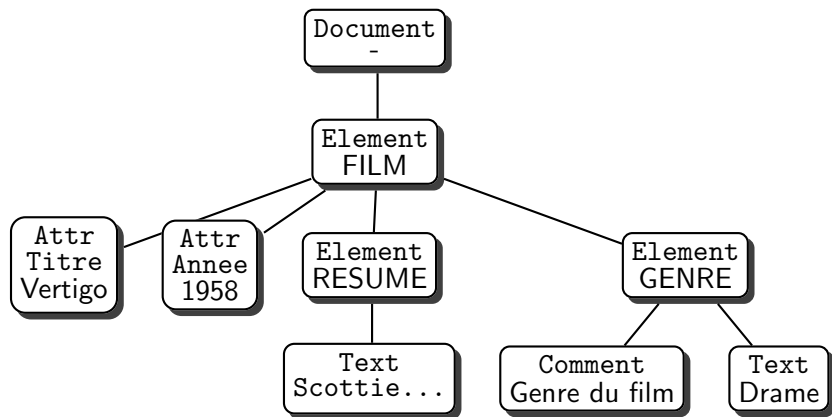 Document
-
Element
FILM
Attr
Titre
Vertigo
Attr
Annee
1958
Element
RESUME
Element
GENRE
Text
Scottie...
Comment
Genre du film
Text
Drame